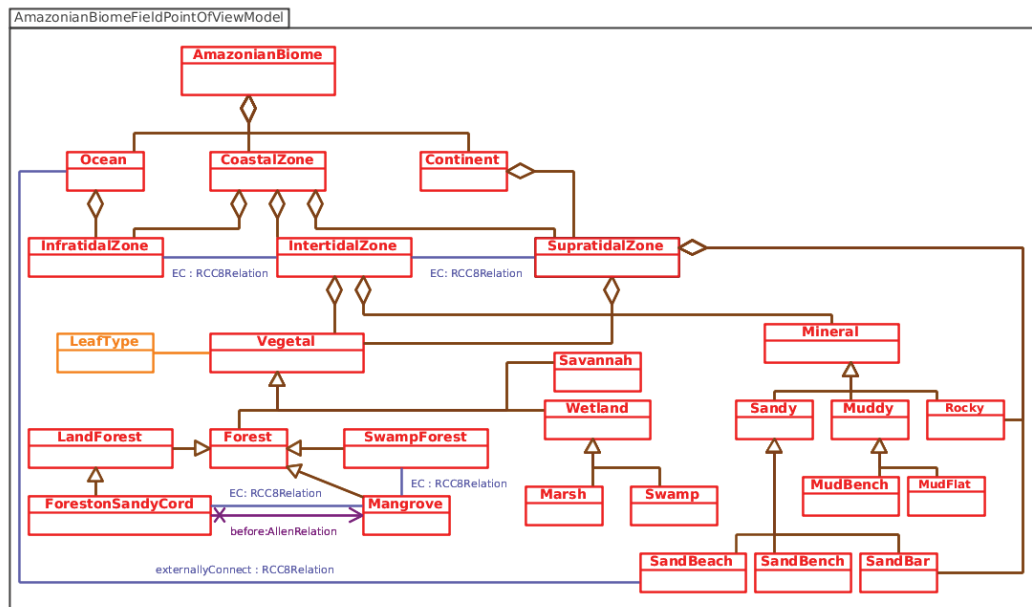 AmazonianBiomeFieldPointOfViewModel
AmazonianBiome
Ocean
CoastalZone
Continent
InfratidalZone
IntertidalZone
SupratidalZone
EC : RCC8Relation
EC: RCC8Relation
LeafType
Vegetal
Mineral
Savannah
Wetland
Sandy
Muddy
Rocky
LandForest
Forest
SwampForest
EC : RCC8Relation
MudBench
MudFlat
EC: RCC8Relation
ForestonSandyCord
Mangrove
Marsh
Swamp
before:AllenRelation
externallyConnect : RCC8Relation
SandBeach
SandBench
SandBar